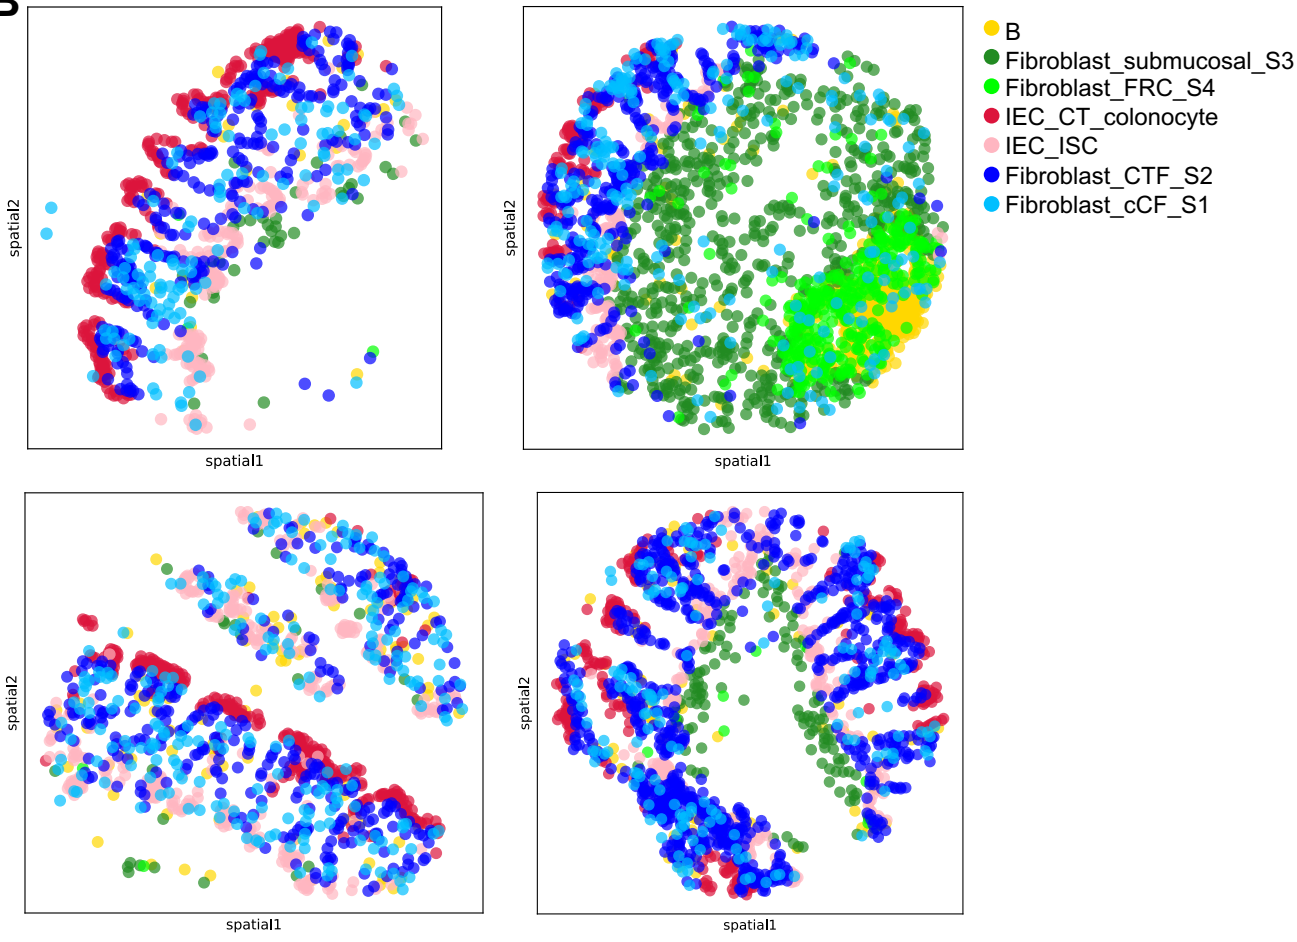 B
spatial2
spatial1
spatial2
spatial1
B
Fibroblast_submucosal_S3
Fibroblast_FRC_S4
IEC_CT_colonocyte
IEC_ISC
Fibroblast_CTF_S2
Fibroblast_cCF_S1
spatial2
spatial1
spatial2
spatial1